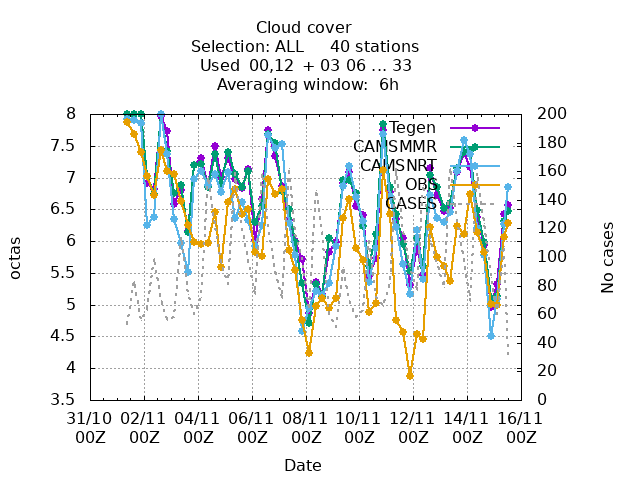 Cloud cover
Selection: ALL 40 stations
Used 00,12 + 03 06 ... 33
Averaging window: 6h
8
7.5
7
6.5
6
5.5
5
4.5
4
3.5
octas
200
180
160
140
120
100
80
60
40
20
0
No cases
Tegen
CAMSMMR
CAMSNRT
OBS
CASES
31/10 02/11 04/11 06/11 08/11 10/11 12/11 14/11 16/11
00Z 00Z 00Z 00Z 00Z 00Z 00Z 00Z 00Z
Date